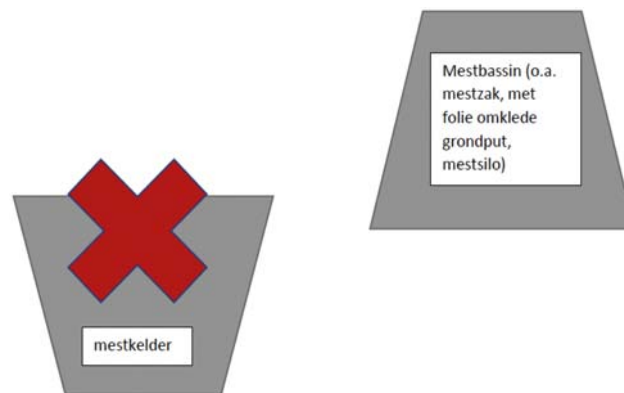 Mestbassin (o.a.
mestzak, met
folie omklede
grondput,
mestsilo)
mestkelder